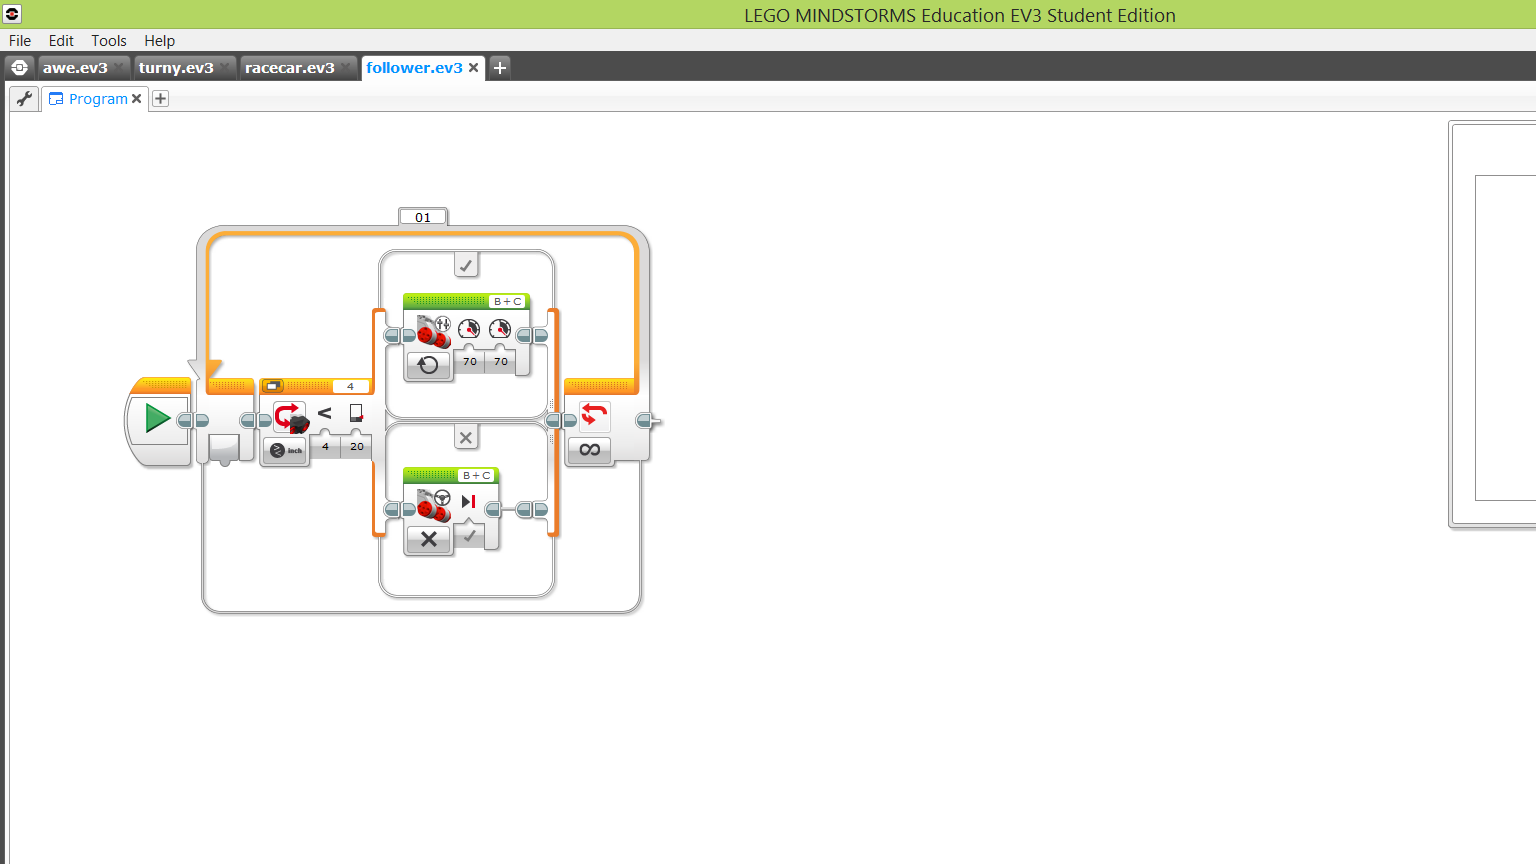 LEGO MINDSTORMS Education EV3 Student Edition
File Edit Tools Help
awe.ev3 turny.ev3 racecar.ev3 follower.ev3
Program
01
B+C
70 70
4
<
4 20
inch
B+C